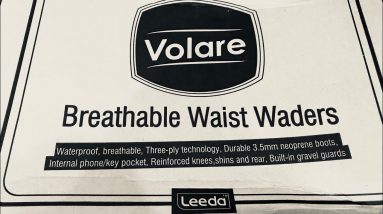 Volare
Breathable Waist Waders
Waterproof, breathable, Three-ply technology, Durable 3.5mm neoprene boots,
Internal phone/key pocket, Reinforced knees,shins and rear, Built-in gravel guards
Leeda